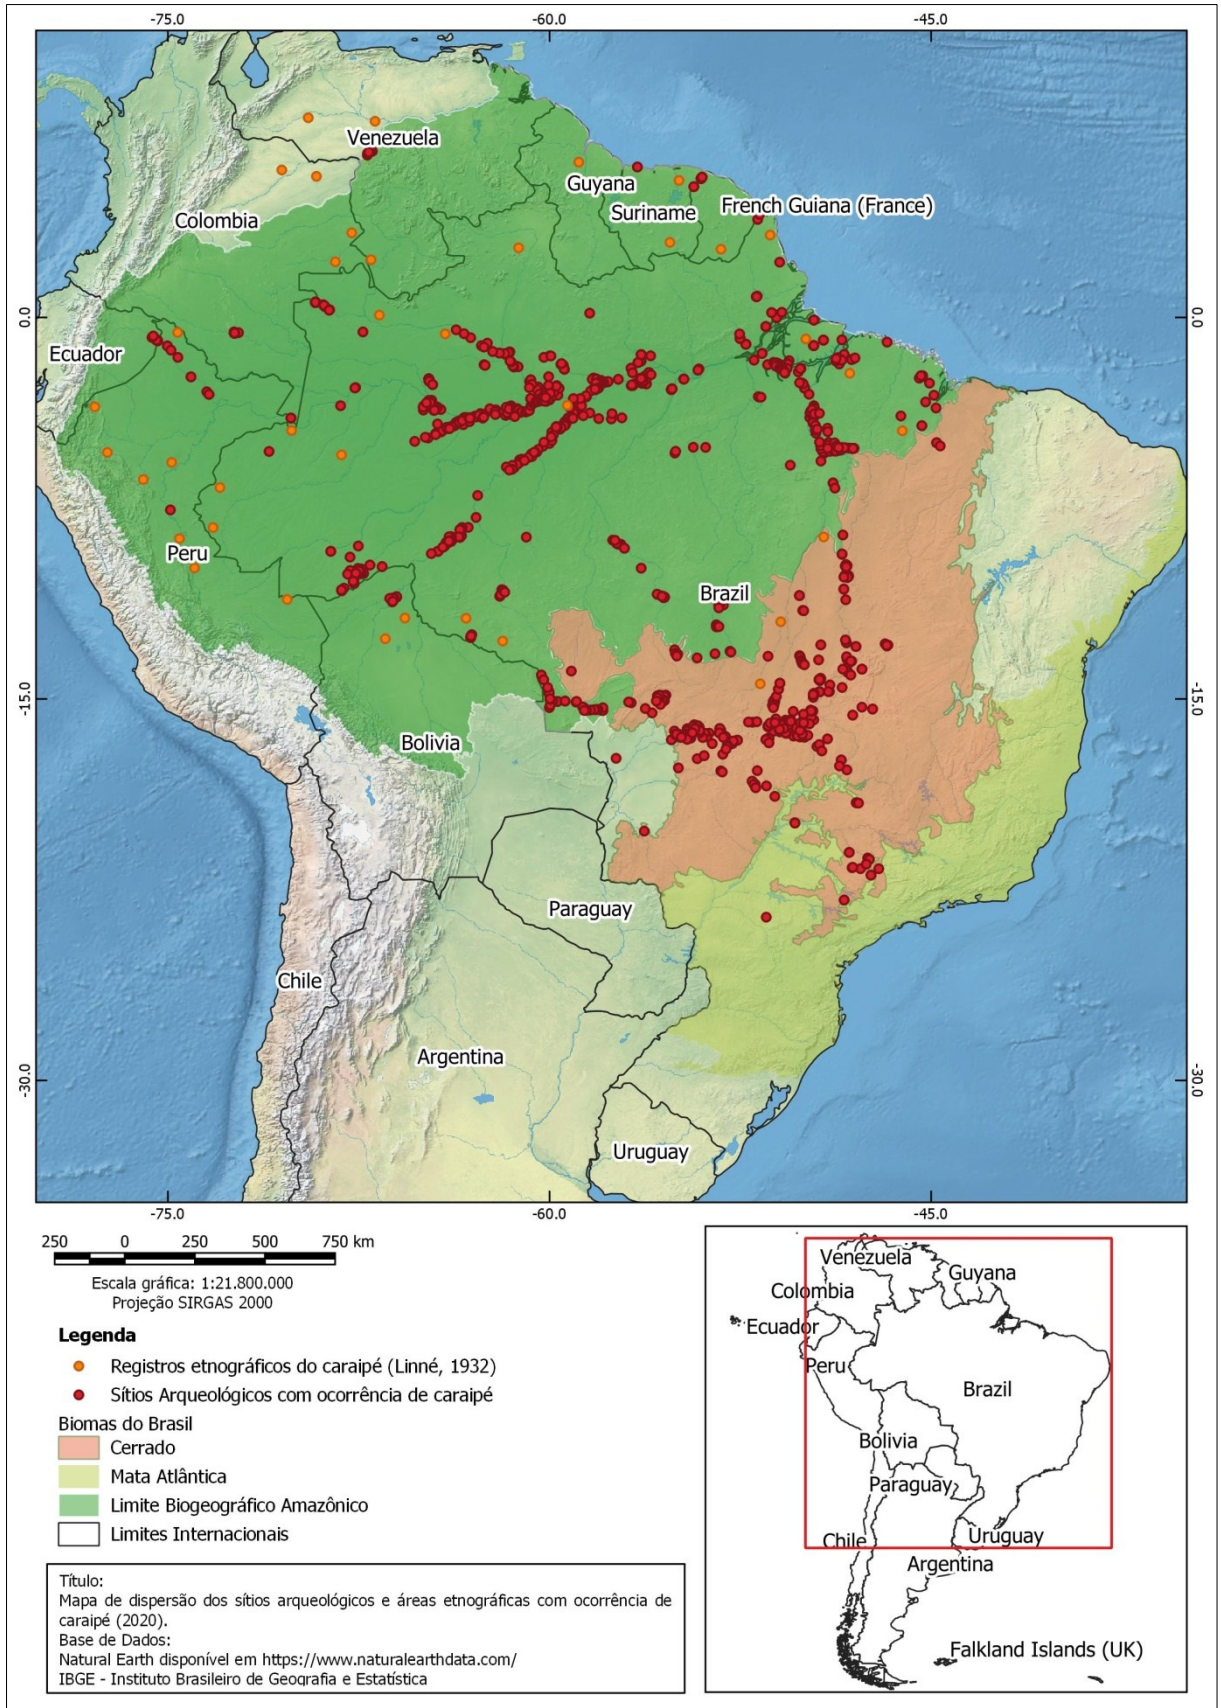 -75.0
-60.0
-45.0
Venezuela
Guyana
Suriname
French Guiana (France)
Colombia
0.0
0.0
Ecuador
Peru
Brazil
-15.0
-15.0
Bolivia
Paraguay
Chile
Argentina
-30.0
-30.0
Uruguay
-75.0
-60.0
-45.0
250 0 250 500 750 km
Escala gráfica: 1:21.800.000
Projeção SIRGAS 2000
Legenda
Registros etnográficos do caraipé (Linné, 1932)
Sítios Arqueológicos com ocorrência de caraipé
Biomas do Brasil
Cerrado
Mata Atlântica
Limite Biogeográfico Amazônico
Limites Internacionais
Título:
Mapa de dispersão dos sítios arqueológicos e áreas etnográficas com ocorrência de
caraipé (2020).
Base de Dados:
Natural Earth disponível em https://www.naturalearthdata.com/
IBGE - Instituto Brasileiro de Geografia e Estatística
Venezuela
Guyana
Colombia
Ecuador
Peru
Brazil
Bolivia
Paraguay
Chile
Uruguay
Argentina
Falkland Islands (UK)